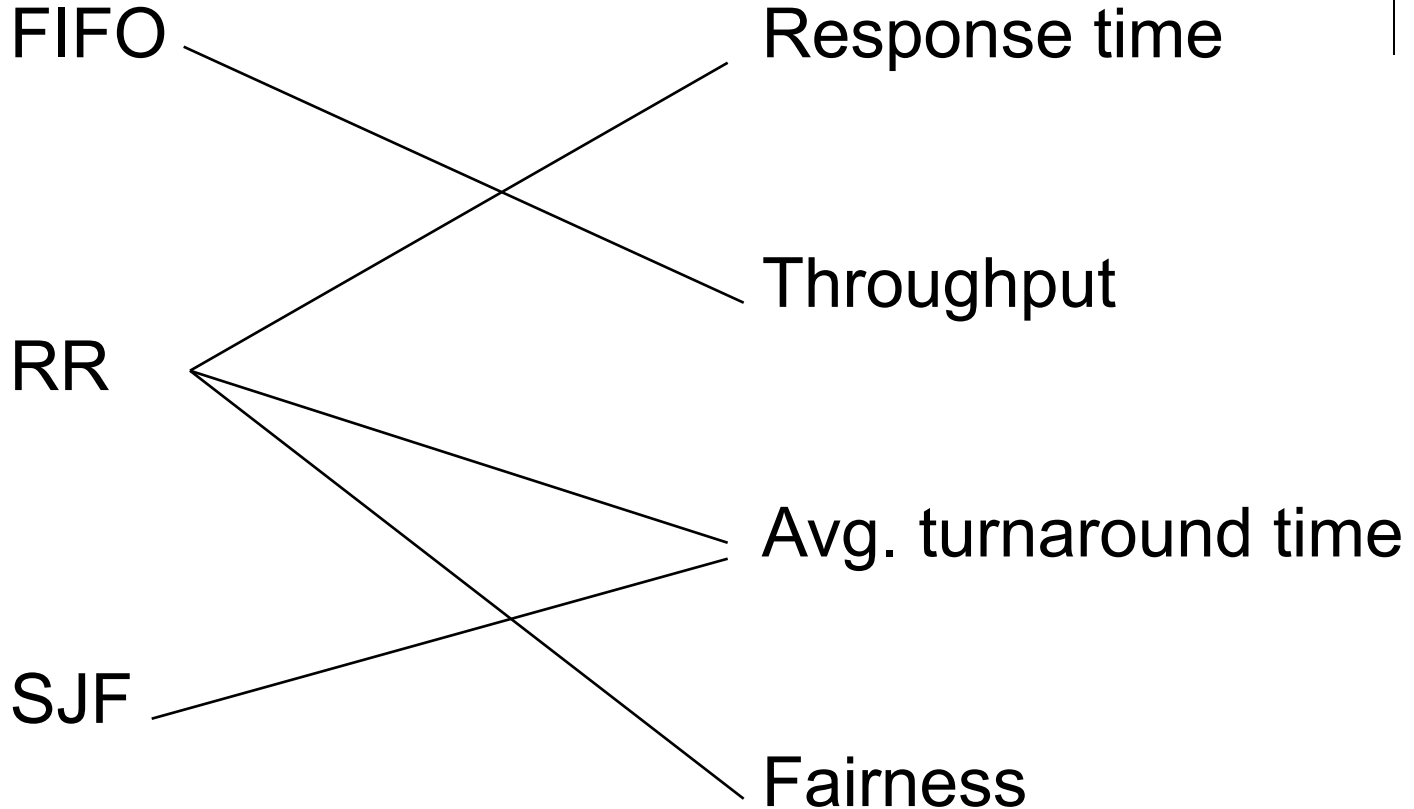 FIFO
Response time
Throughput
RR
Avg. turnaround time
SJF
Fairness